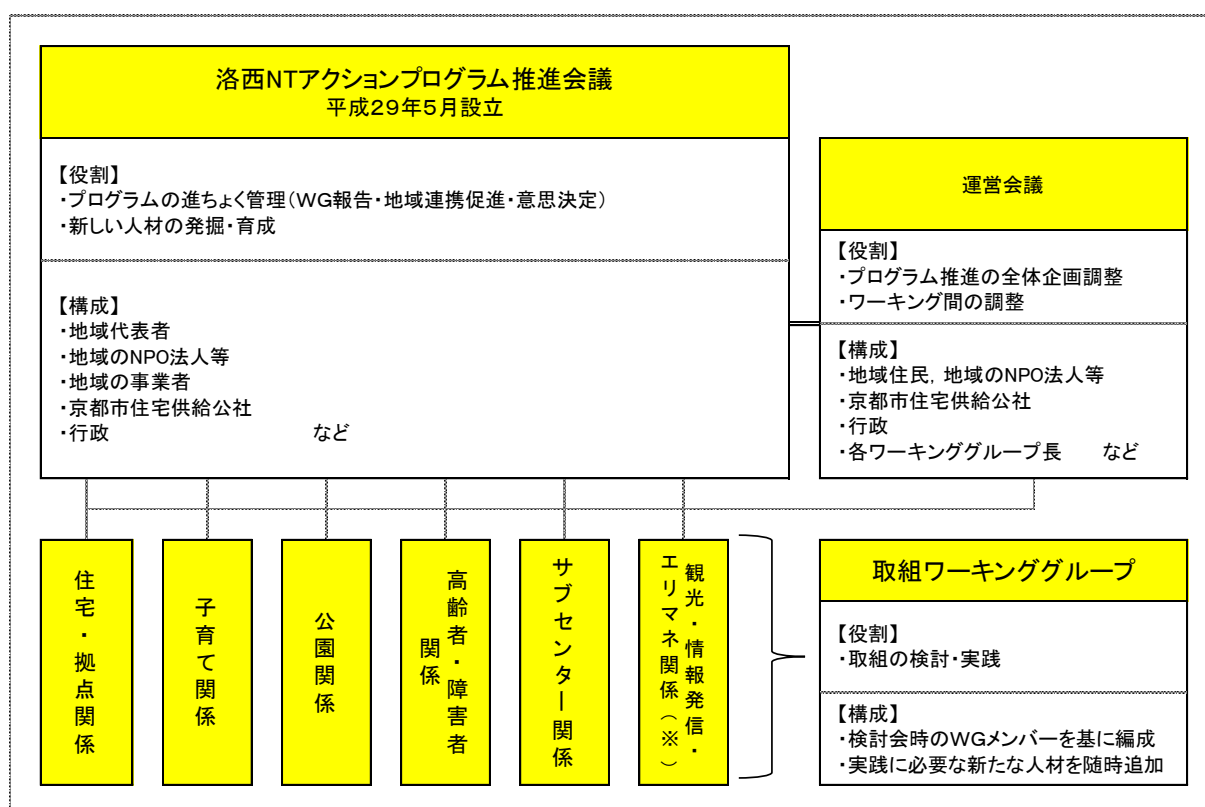 洛西NTアクションプログラム推進会議
平成29年5月設立
【役割】
・プログラムの進ちょく管理(WG報告・地域連携促進・意思決定)
・新しい人材の発掘・育成
【構成】
・地域代表者
・地域のNPO法人等
・地域の事業者
・京都市住宅供給公社
・行政 など
運営会議
【役割】
・プログラム推進の全体企画調整
・ワーキング間の調整
【構成】
・地域住民，地域のNPO法人等
・京都市住宅供給公社
・行政
・各ワーキンググループ長 など
住宅・拠点関係
子育て関係
公園関係
高齢者・障害者
関係
サブセンター関係
観光・情報発信・
エリマネ関係(※)
取組ワーキンググループ
【役割】
・取組の検討・実践
【構成】
・検討会時のWGメンバーを基に編成
・実践に必要な新たな人材を随時追加